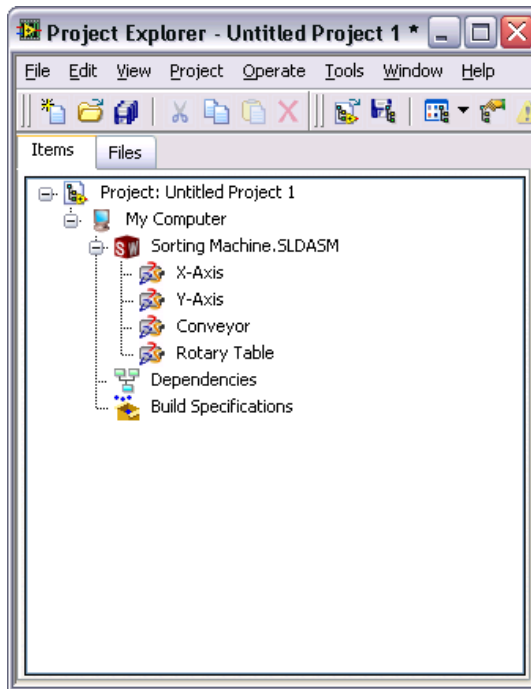 Project Explorer - Untitled Project 1 *
File Edit View Project Operate Tools Window Help
Items Files
Project: Untitled Project 1
My Computer
SW Sorting Machine.SLDASM
X-Axis
Y-Axis
Conveyor
Rotary Table
Dependencies
Build Specifications